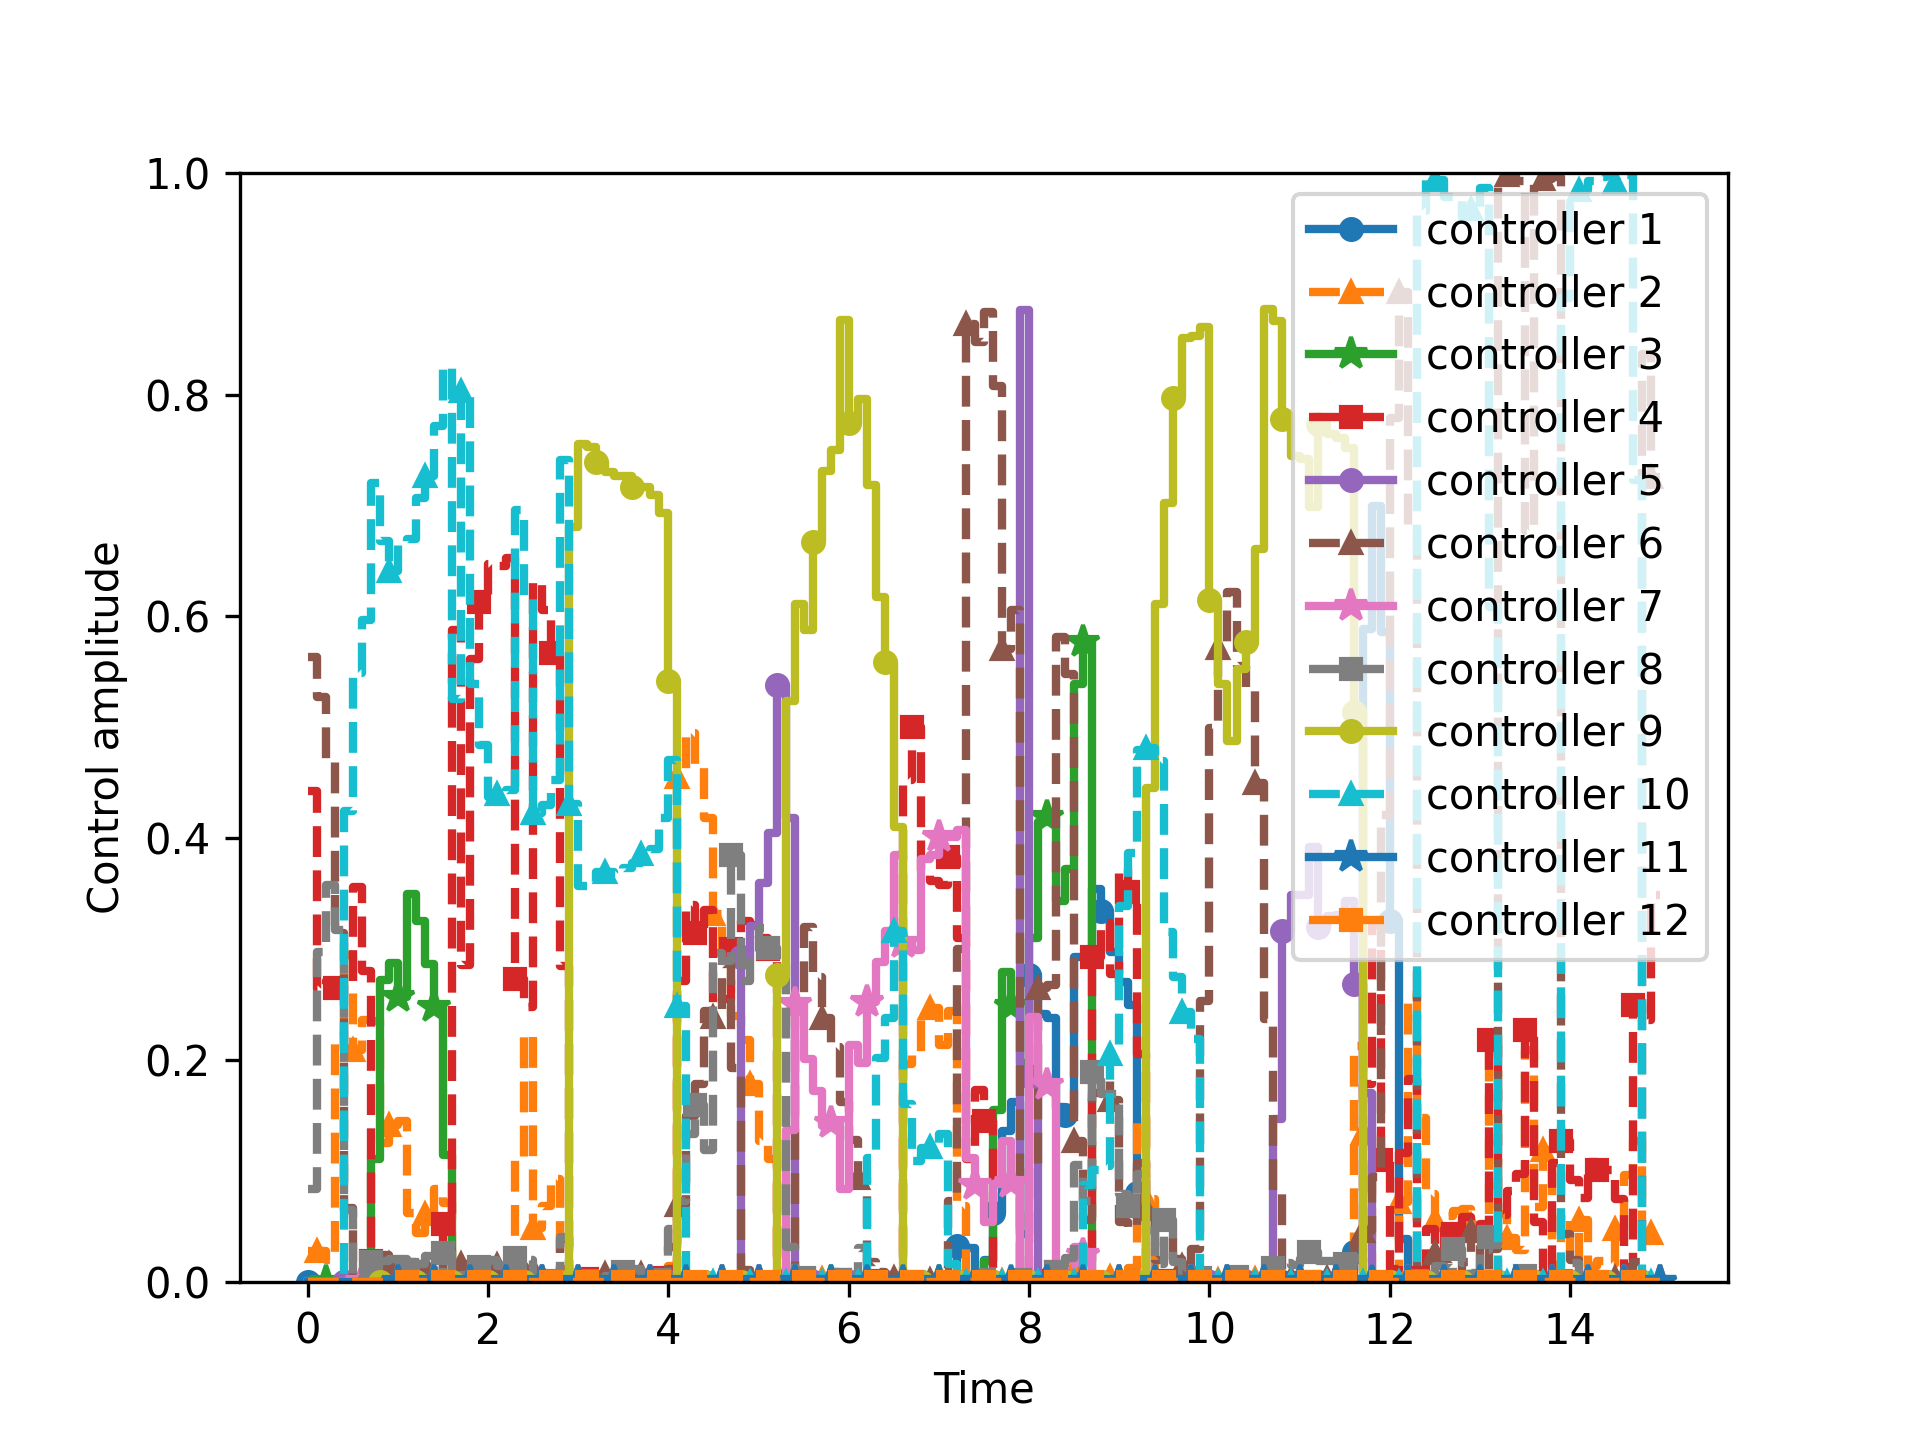 1.0
0.8
0.6
0.4
0.2
0.0
Control amplitude
0 2 4 6 8 10 12 14
Time
controller 1
controller 2
controller 3
controller 4
controller 5
controller 6
controller 7
controller 8
controller 9
controller 10
controller 11
controller 12